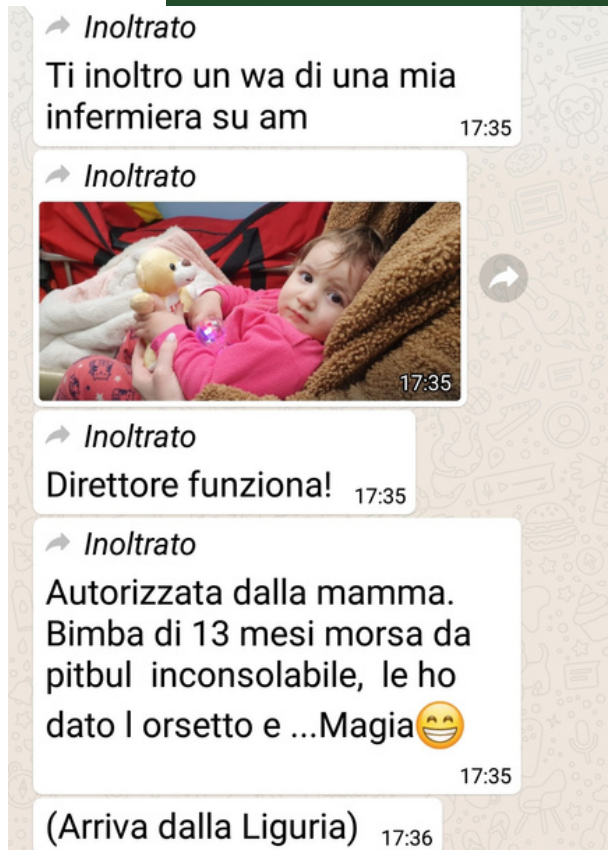 Inoltrato
Ti inoltro un wa di una mia
infermiera su am
17:35
Inoltrato
17:35
Inoltrato
Direttore funziona!
17:35
Inoltrato
Autorizzata dalla mamma.
Bimba di 13 mesi morsa da
pitbul inconsolabile, le ho
dato l orsetto e ...Magia😁
17:35
(Arriva dalla Liguria)
17:36